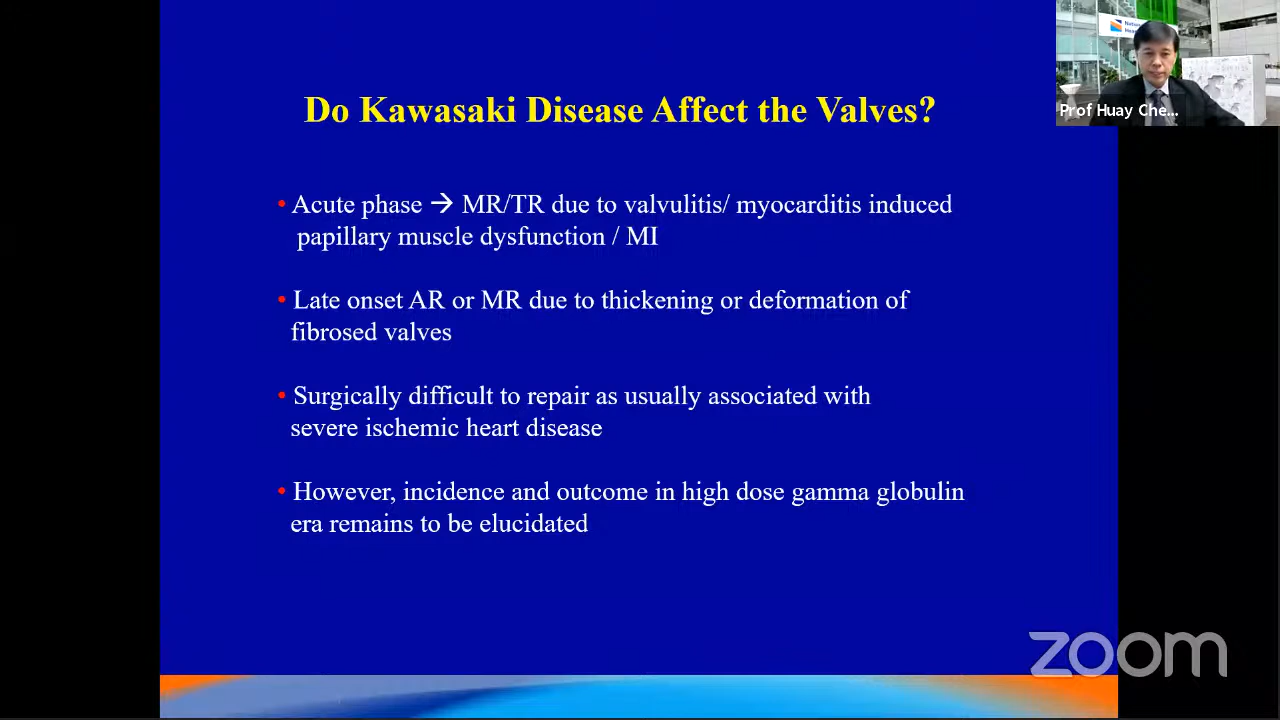 Do Kawasaki Disease Affect the Valves?
• Acute phase → MR/TR due to valvulitis/ myocarditis induced
papillary muscle dysfunction / MI
• Late onset AR or MR due to thickening or deformation of
fibrosed valves
• Surgically difficult to repair as usually associated with
severe ischemic heart disease
• However, incidence and outcome in high dose gamma globulin
era remains to be elucidated
Prof Huay Che...
zoom